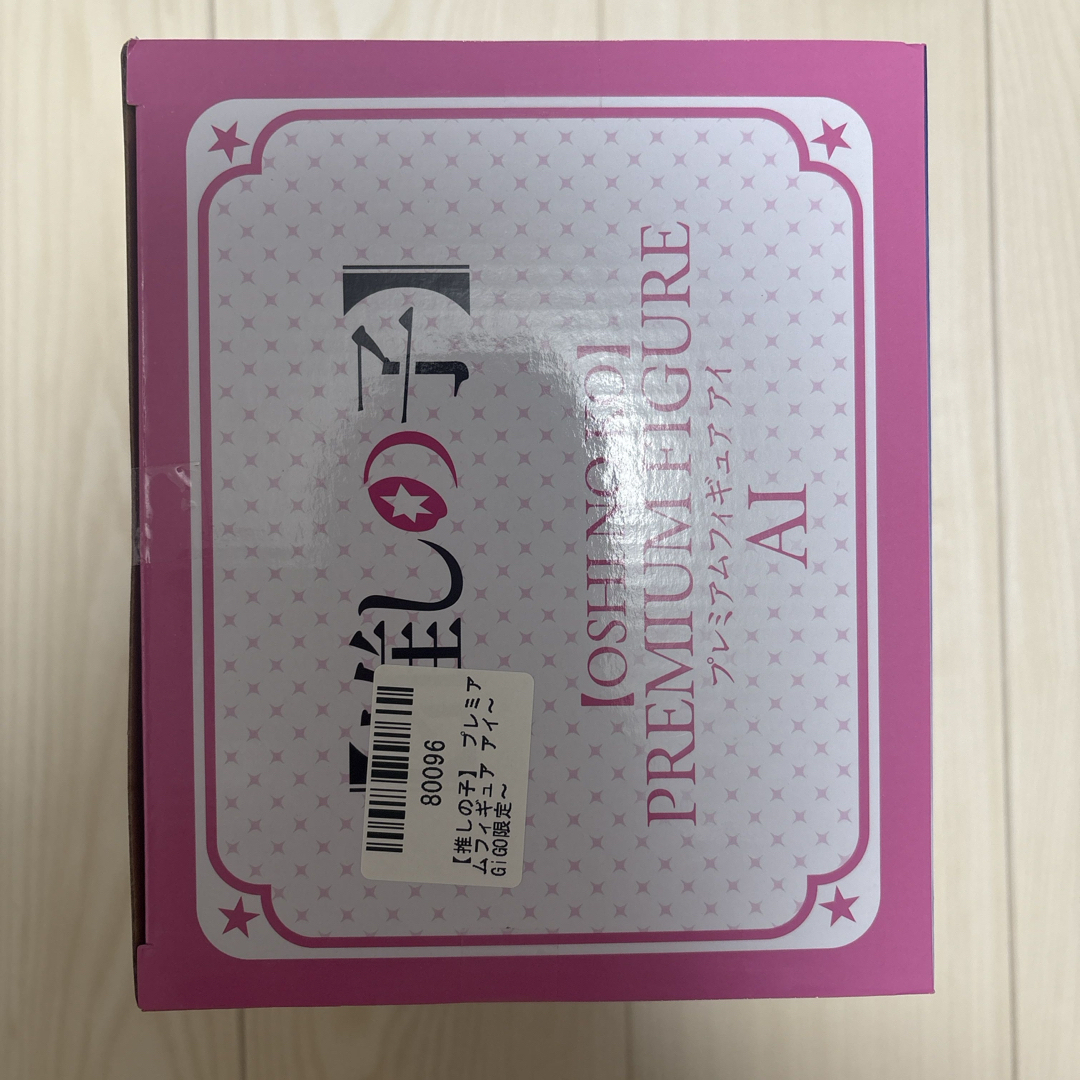 【推しの子】
【OSHI NO KO】
PREMIUM FIGURE
プレミアムフィギュア アイ
AI
80096
【推しの子】 プレミア
ムフィギュア アイ～
GiGO限定～